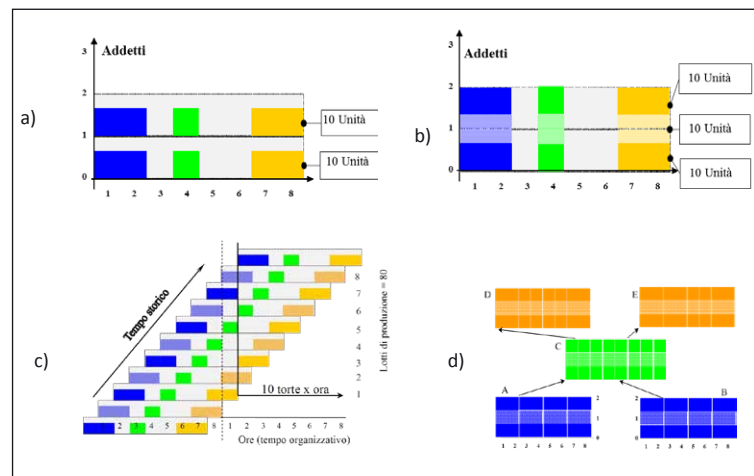 a)
Addetti
3
2
1
0
1 2 3 4 5 6 7 8
10 Unità
10 Unità
b)
Addetti
3
2
1
0
1 2 3 4 5 6 7 8
10 Unità
10 Unità
10 Unità
c)
Tempo storico
8
7
6
5
4
3
2
1
Lotti di produzione = 80
10 torte x ora
1 2 3 4 5 6 7 8 1 2 3 4 5 6 7 8
Ore (tempo organizzativo)
d)
D
E
C
A
B
2
1
0
1 2 3 4 5 6 7 8
2
1
0
1 2 3 4 5 6 7 8